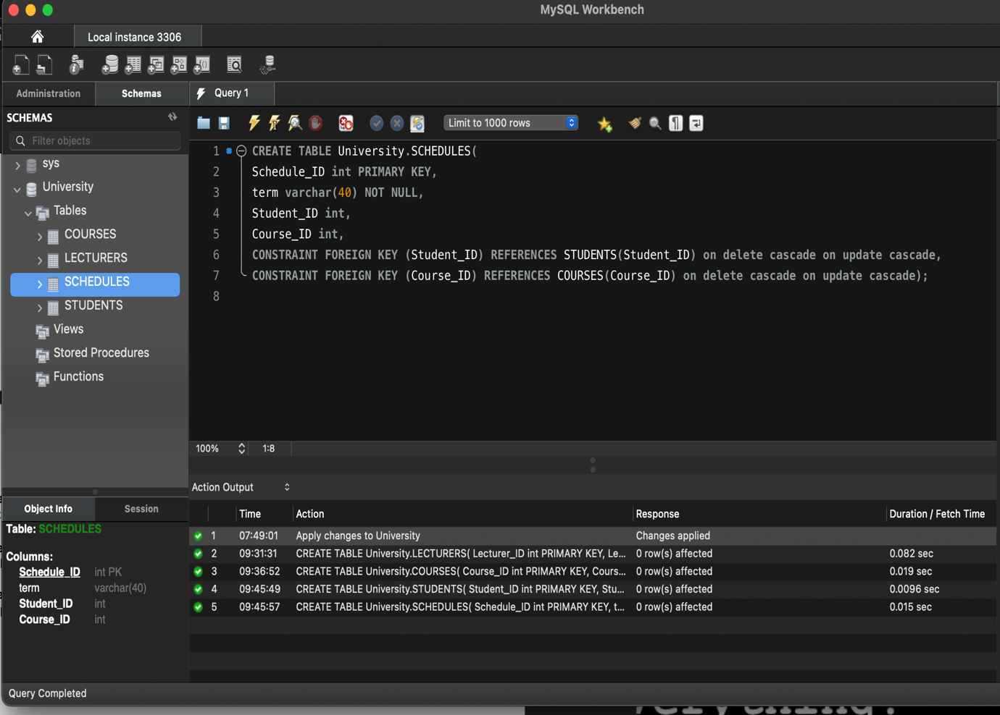 MySQL Workbench
Local instance 3306
Administration
Schemas
Query 1
SCHEMAS
Filter objects
Limit to 1000 rows
sys
University
Tables
COURSES
LECTURERS
SCHEDULES
STUDENTS
Views
Stored Procedures
Functions
1 CREATE TABLE University.SCHEDULES(
2 Schedule_ID int PRIMARY KEY,
3 term varchar(40) NOT NULL,
4 Student_ID int,
5 Course_ID int,
6 CONSTRAINT FOREIGN KEY (Student_ID) REFERENCES STUDENTS(Student_ID) on delete cascade on update cascade,
7 CONSTRAINT FOREIGN KEY (Course_ID) REFERENCES COURSES(Course_ID) on delete cascade on update cascade);
8
100% 1:8
Action Output
Time Action Response Duration / Fetch Time
1 07:49:01 Apply changes to University Changes applied
2 09:31:31 CREATE TABLE University.LECTURERS( Lecturer_ID int PRIMARY KEY, Le... 0 row(s) affected 0.082 sec
3 09:36:52 CREATE TABLE University.COURSES( Course_ID int PRIMARY KEY, Cours... 0 row(s) affected 0.019 sec
4 09:45:49 CREATE TABLE University.STUDENTS( Student_ID int PRIMARY KEY, Stu... 0 row(s) affected 0.0096 sec
5 09:45:57 CREATE TABLE University.SCHEDULES( Schedule_ID int PRIMARY KEY, t... 0 row(s) affected 0.015 sec
Object Info
Session
Table: SCHEDULES
Columns:
Schedule_ID int PK
term varchar(40)
Student_ID int
Course_ID int
Query Completed